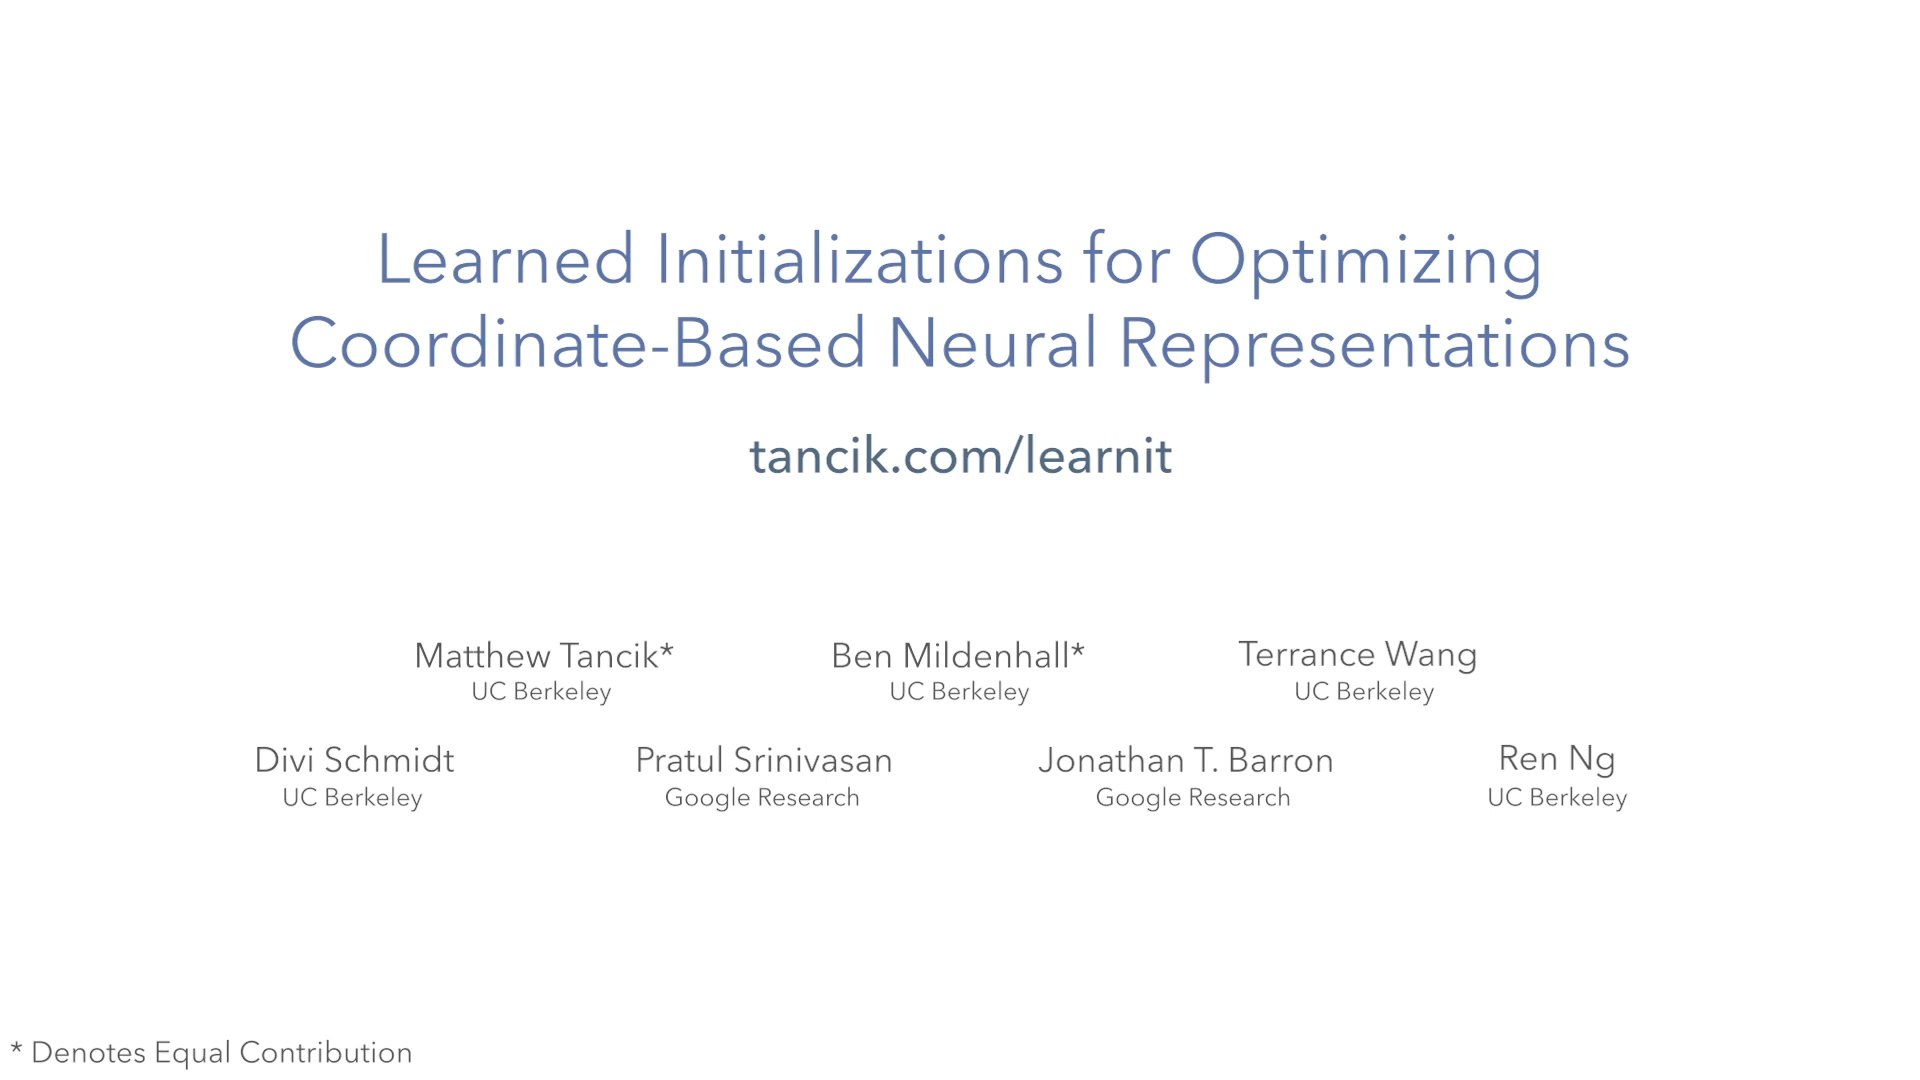 Learned Initializations for Optimizing
Coordinate-Based Neural Representations
tancik.com/learnit
Matthew Tancik* Ben Mildenhall* Terrance Wang
UC Berkeley UC Berkeley UC Berkeley
Divi Schmidt Pratul Srinivasan Jonathan T. Barron Ren Ng
UC Berkeley Google Research Google Research UC Berkeley
* Denotes Equal Contribution